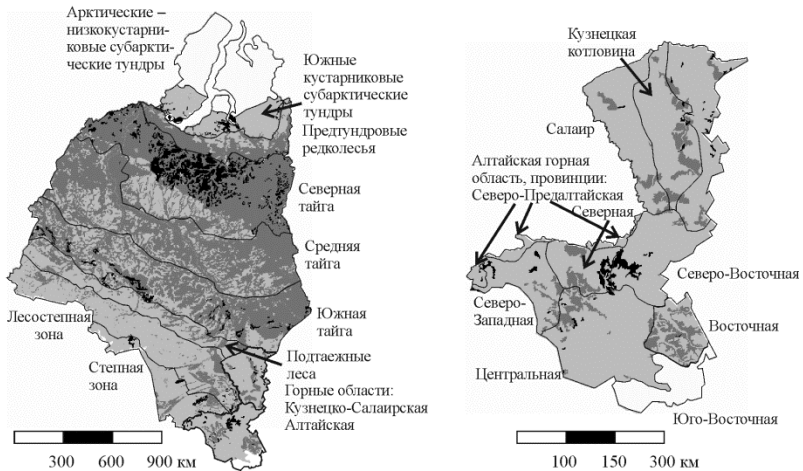 Арктические –
низкокустарни-
ковые субаркти-
ческие тундры
Южные
кустарниковые
субарктические
тундры
Предтундровые
редколесья
Северная
тайга
Средняя
тайга
Южная
тайга
Лесостепная
зона
Степная
зона
Подтаежные
леса
Горные области:
Кузнецко-Салаирская
Алтайская
300 600 900 км
Кузнецкая
котловина
Салаир
Алтайская горная
область, провинции:
Северо-Предалтайская
Северная
Северо-Восточная
Северо-
Западная
Восточная
Центральная
Юго-Восточная
100 150 300 км